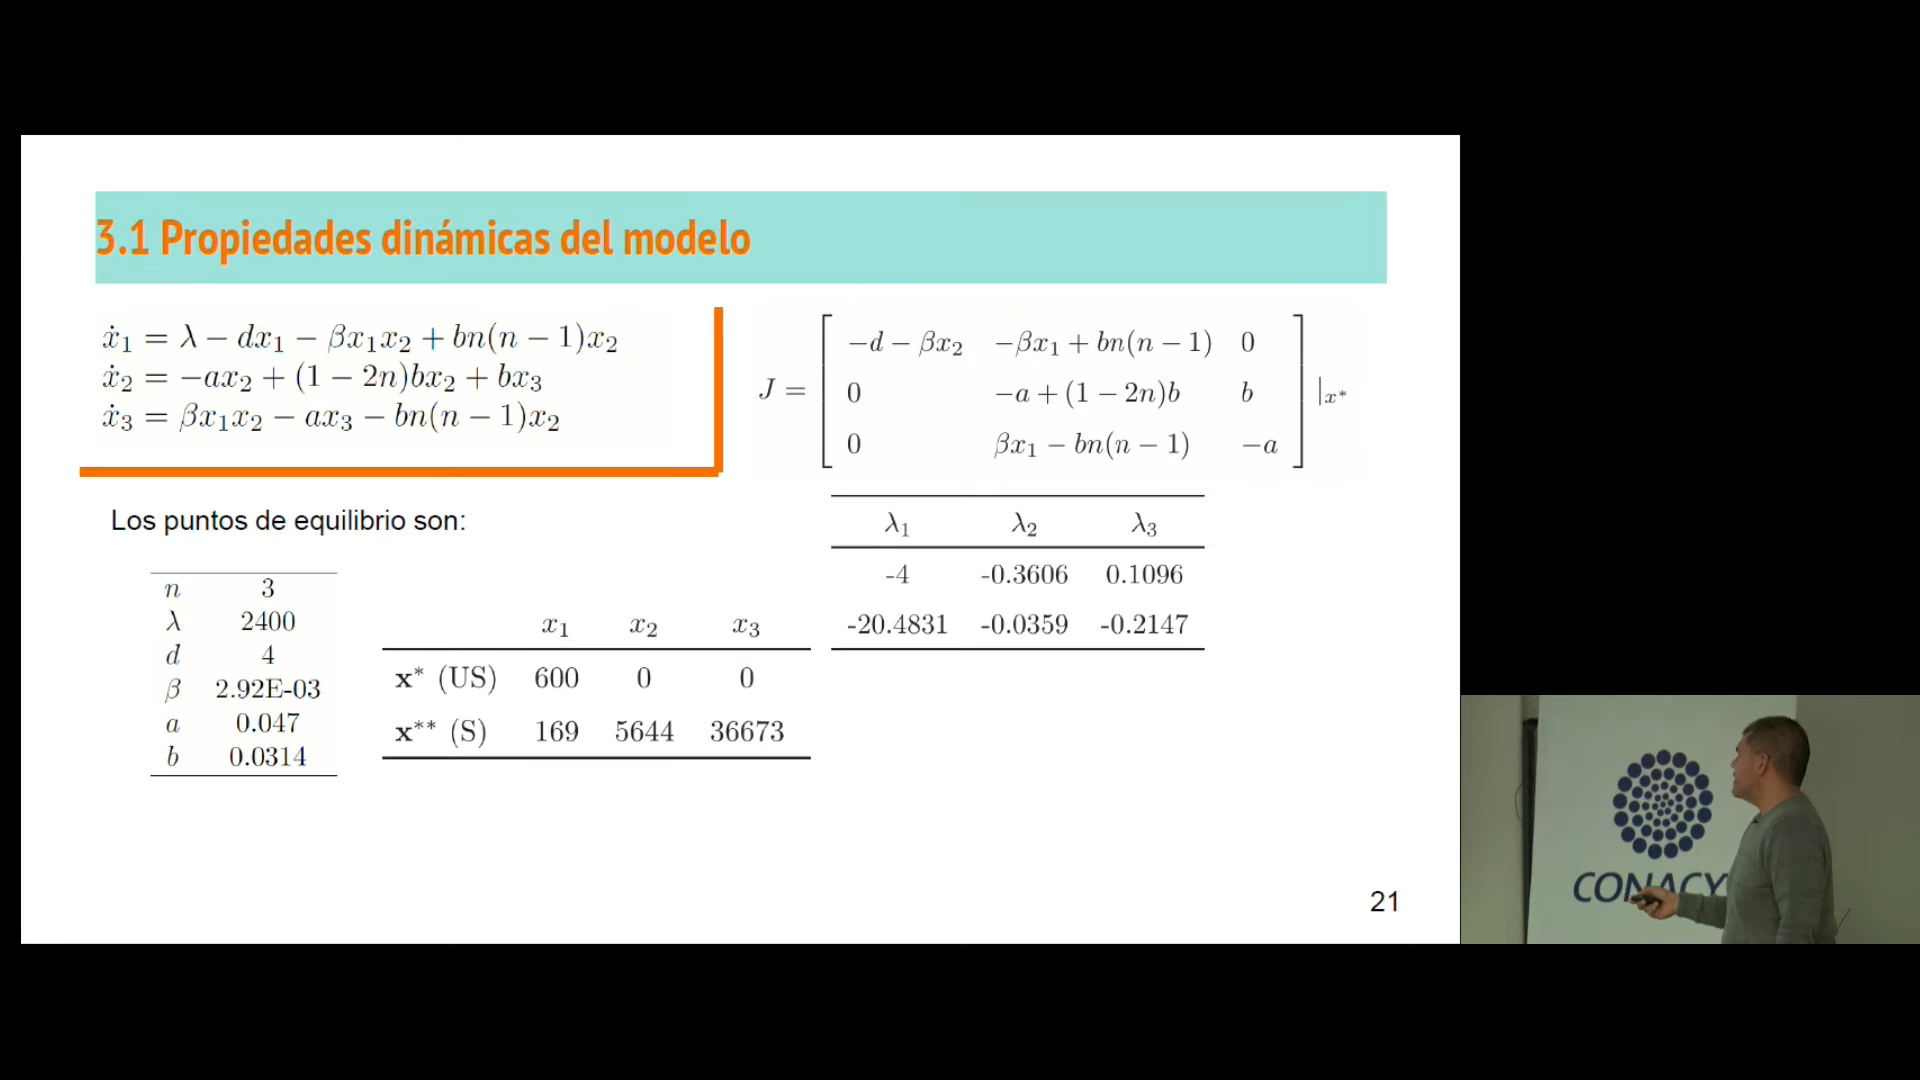 3.1 Propiedades dinámicas del modelo
ẋ₁ = λ − dx₁ − βx₁x₂ + bn(n − 1)x₂
ẋ₂ = −ax₂ + (1 − 2n)bx₂ + bx₃
ẋ₃ = βx₁x₂ − ax₃ − bn(n − 1)x₂
−d − βx₂ −βx₁ + bn(n − 1) 0
J = 0 −a + (1 − 2n)b b |ₓ*
0 βx₁ − bn(n − 1) −a
Los puntos de equilibrio son:
n 3
λ 2400
d 4
β 2.92E-03
a 0.047
b 0.0314
x₁ x₂ x₃
x* (US) 600 0 0
x** (S) 169 5644 36673
λ₁ λ₂ λ₃
-4 -0.3606 0.1096
-20.4831 -0.0359 -0.2147
21
CONACY